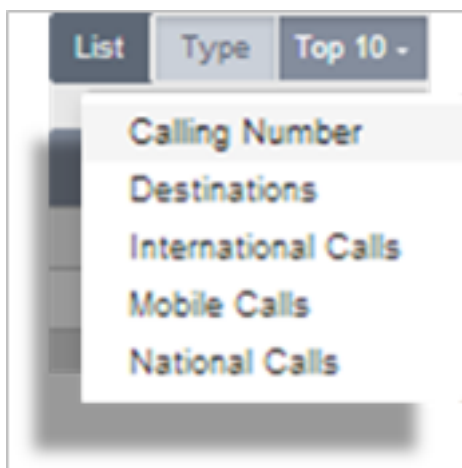 List Type Top 10 -
Calling Number
Destinations
International Calls
Mobile Calls
National Calls